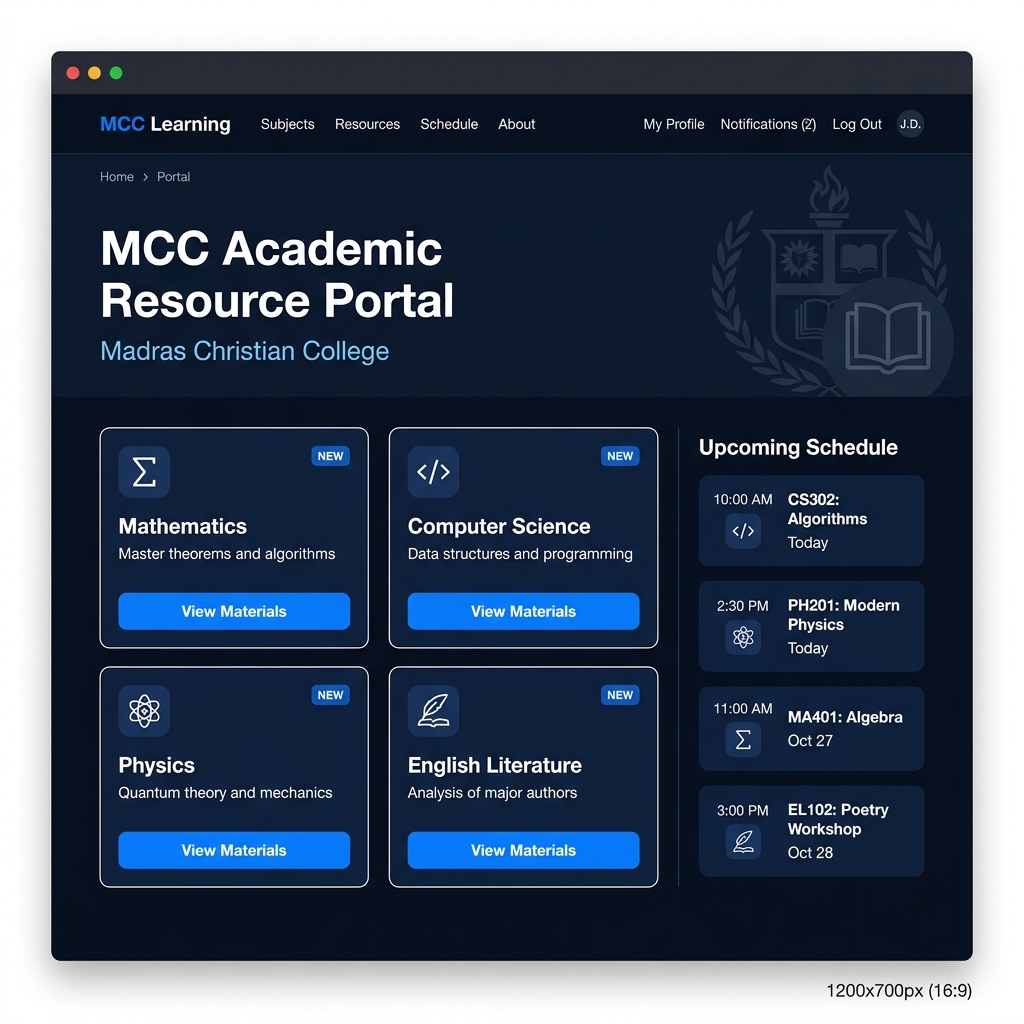 MCC Learning
Subjects
Resources
Schedule
About
My Profile
Notifications (2)
Log Out
J.D.
Home › Portal
MCC Academic
Resource Portal
Madras Christian College
NEW
Mathematics
Master theorems and algorithms
View Materials
NEW
Computer Science
Data structures and programming
View Materials
NEW
Physics
Quantum theory and mechanics
View Materials
NEW
English Literature
Analysis of major authors
View Materials
Upcoming Schedule
10:00 AM
CS302:
Algorithms
Today
2:30 PM
PH201: Modern
Physics
Today
11:00 AM
MA401: Algebra
Oct 27
3:00 PM
EL102: Poetry
Workshop
Oct 28
1200x700px (16:9)